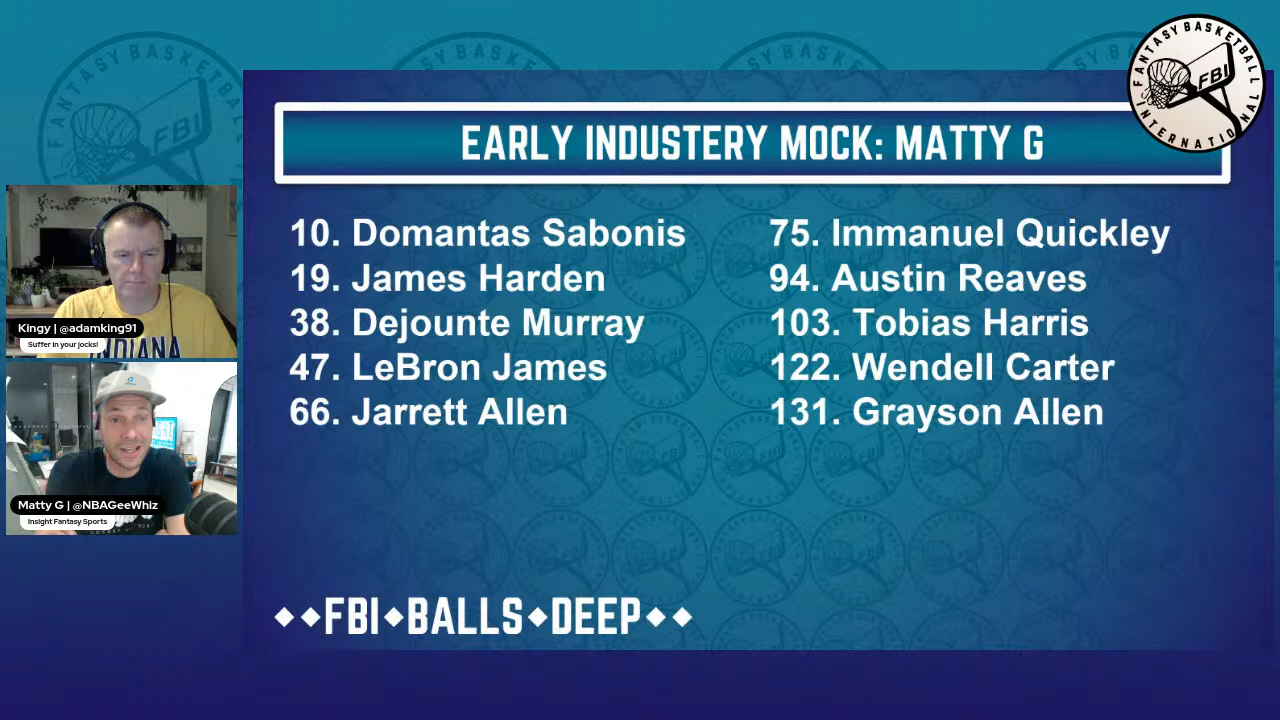 FANTASY BASKETBALL
FBI
INTERNATIONAL
EARLY INDUSTERY MOCK: MATTY G
10. Domantas Sabonis
19. James Harden
38. Dejounte Murray
47. LeBron James
66. Jarrett Allen
75. Immanuel Quickley
94. Austin Reaves
103. Tobias Harris
122. Wendell Carter
131. Grayson Allen
INDIANA
Kingy | @adamking91
Suffer in your jocks!
Matty G | @NBAGeeWhiz
Insight Fantasy Sports
◆◆FBI◆BALLS◆DEEP◆◆